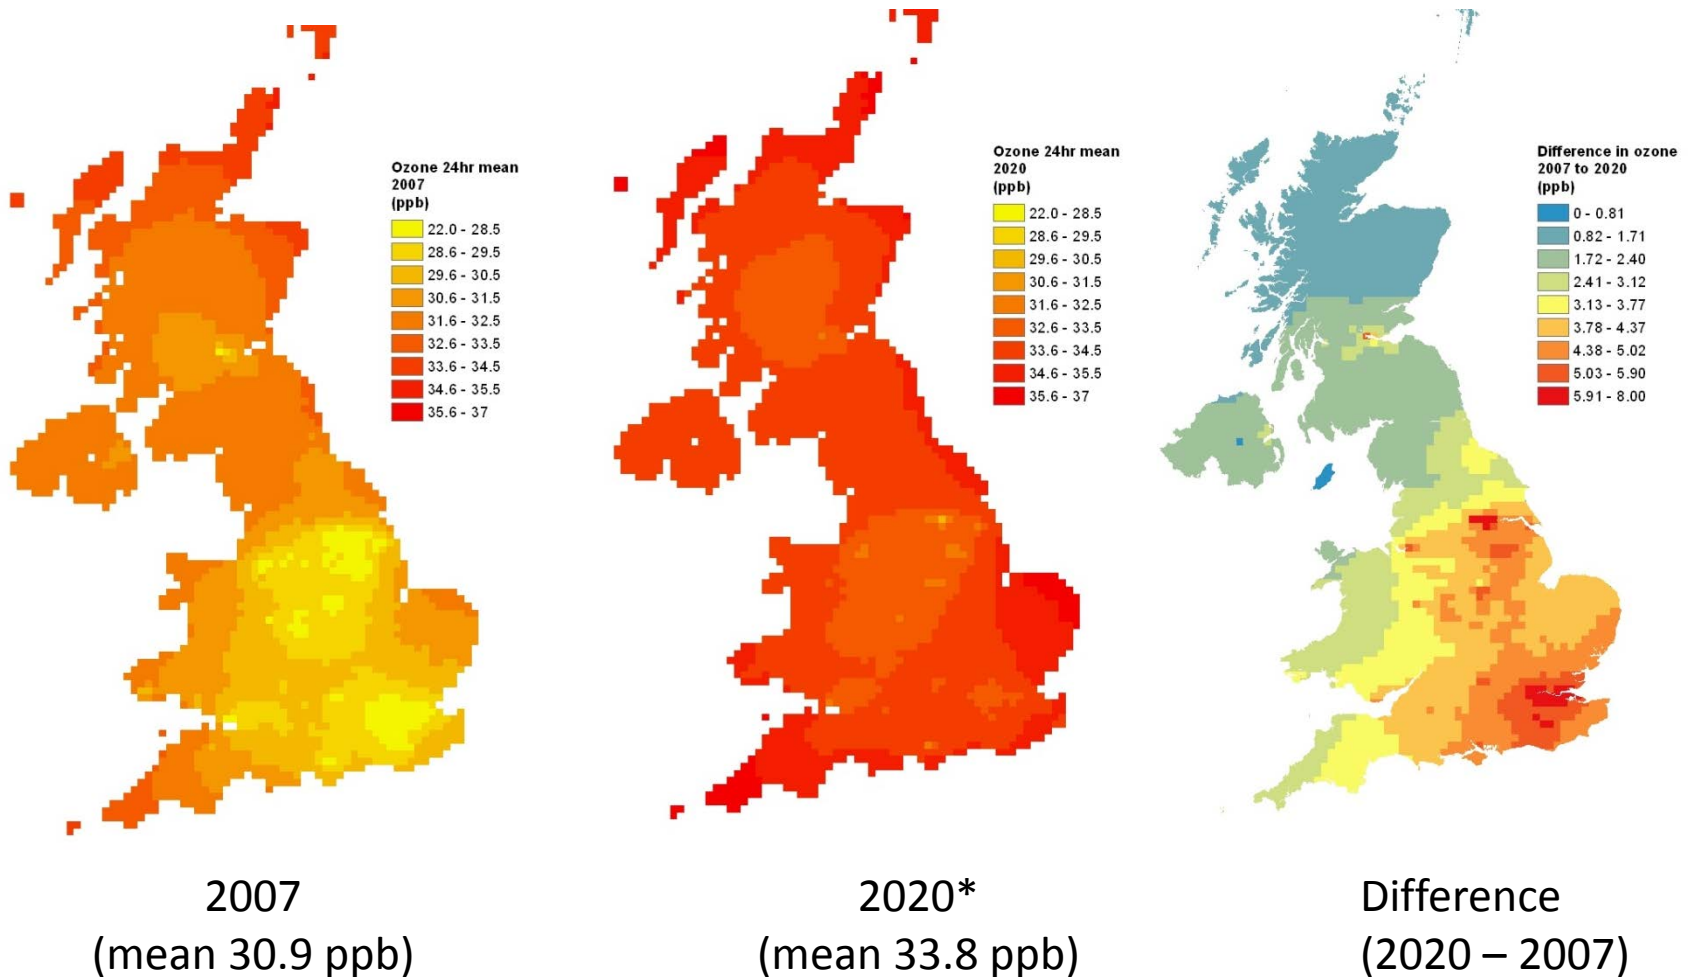 Ozone 24hr mean
2007
(ppb)
22.0 - 28.5
28.6 - 29.5
29.6 - 30.5
30.6 - 31.5
31.6 - 32.5
32.6 - 33.5
33.6 - 34.5
34.6 - 35.5
35.6 - 37
Ozone 24hr mean
2020
(ppb)
22.0 - 28.5
28.6 - 29.5
29.6 - 30.5
30.6 - 31.5
31.6 - 32.5
32.6 - 33.5
33.6 - 34.5
34.6 - 35.5
35.6 - 37
Difference in ozone
2007 to 2020
(ppb)
0 - 0.81
0.82 - 1.71
1.72 - 2.40
2.41 - 3.12
3.13 - 3.77
3.78 - 4.37
4.38 - 5.02
5.03 - 5.90
5.91 - 8.00
2007
(mean 30.9 ppb)
2020*
(mean 33.8 ppb)
Difference
(2020 – 2007)